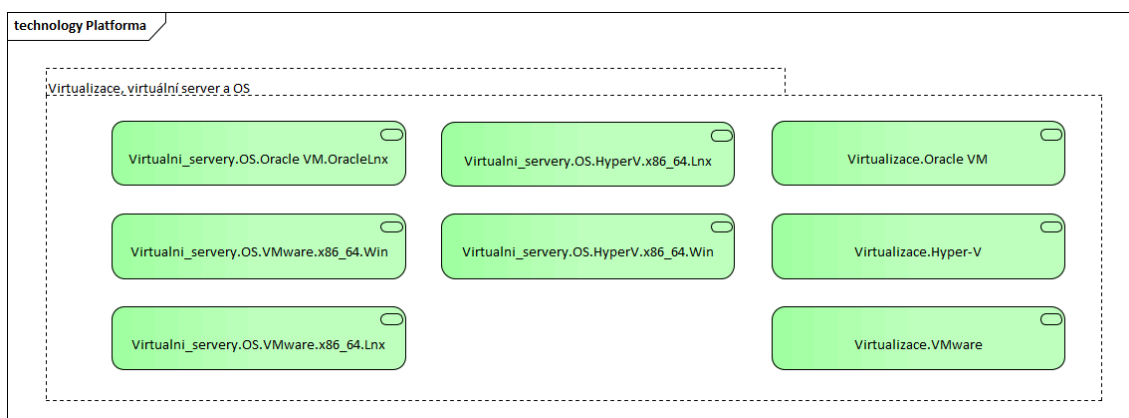 technology Platforma
Virtualizace, virtuální server a OS
Virtualni_servery.OS.Oracle VM.OracleLnx
Virtualni_servery.OS.HyperV.x86_64.Lnx
Virtualizace.Oracle VM
Virtualni_servery.OS.VMware.x86_64.Win
Virtualni_servery.OS.HyperV.x86_64.Win
Virtualizace.Hyper-V
Virtualni_servery.OS.VMware.x86_64.Lnx
Virtualizace.VMware